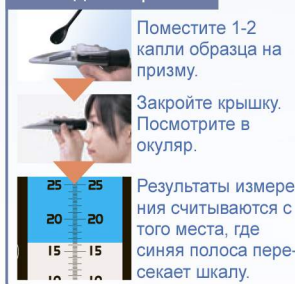 Поместите 1-2
капли образца на
призму.
Закройте крышку.
Посмотрите в
окуляр.
25 25
20 20
15 15
Результаты измере
ния считываются с
того места, где
синяя полоса пере-
секает шкалу.